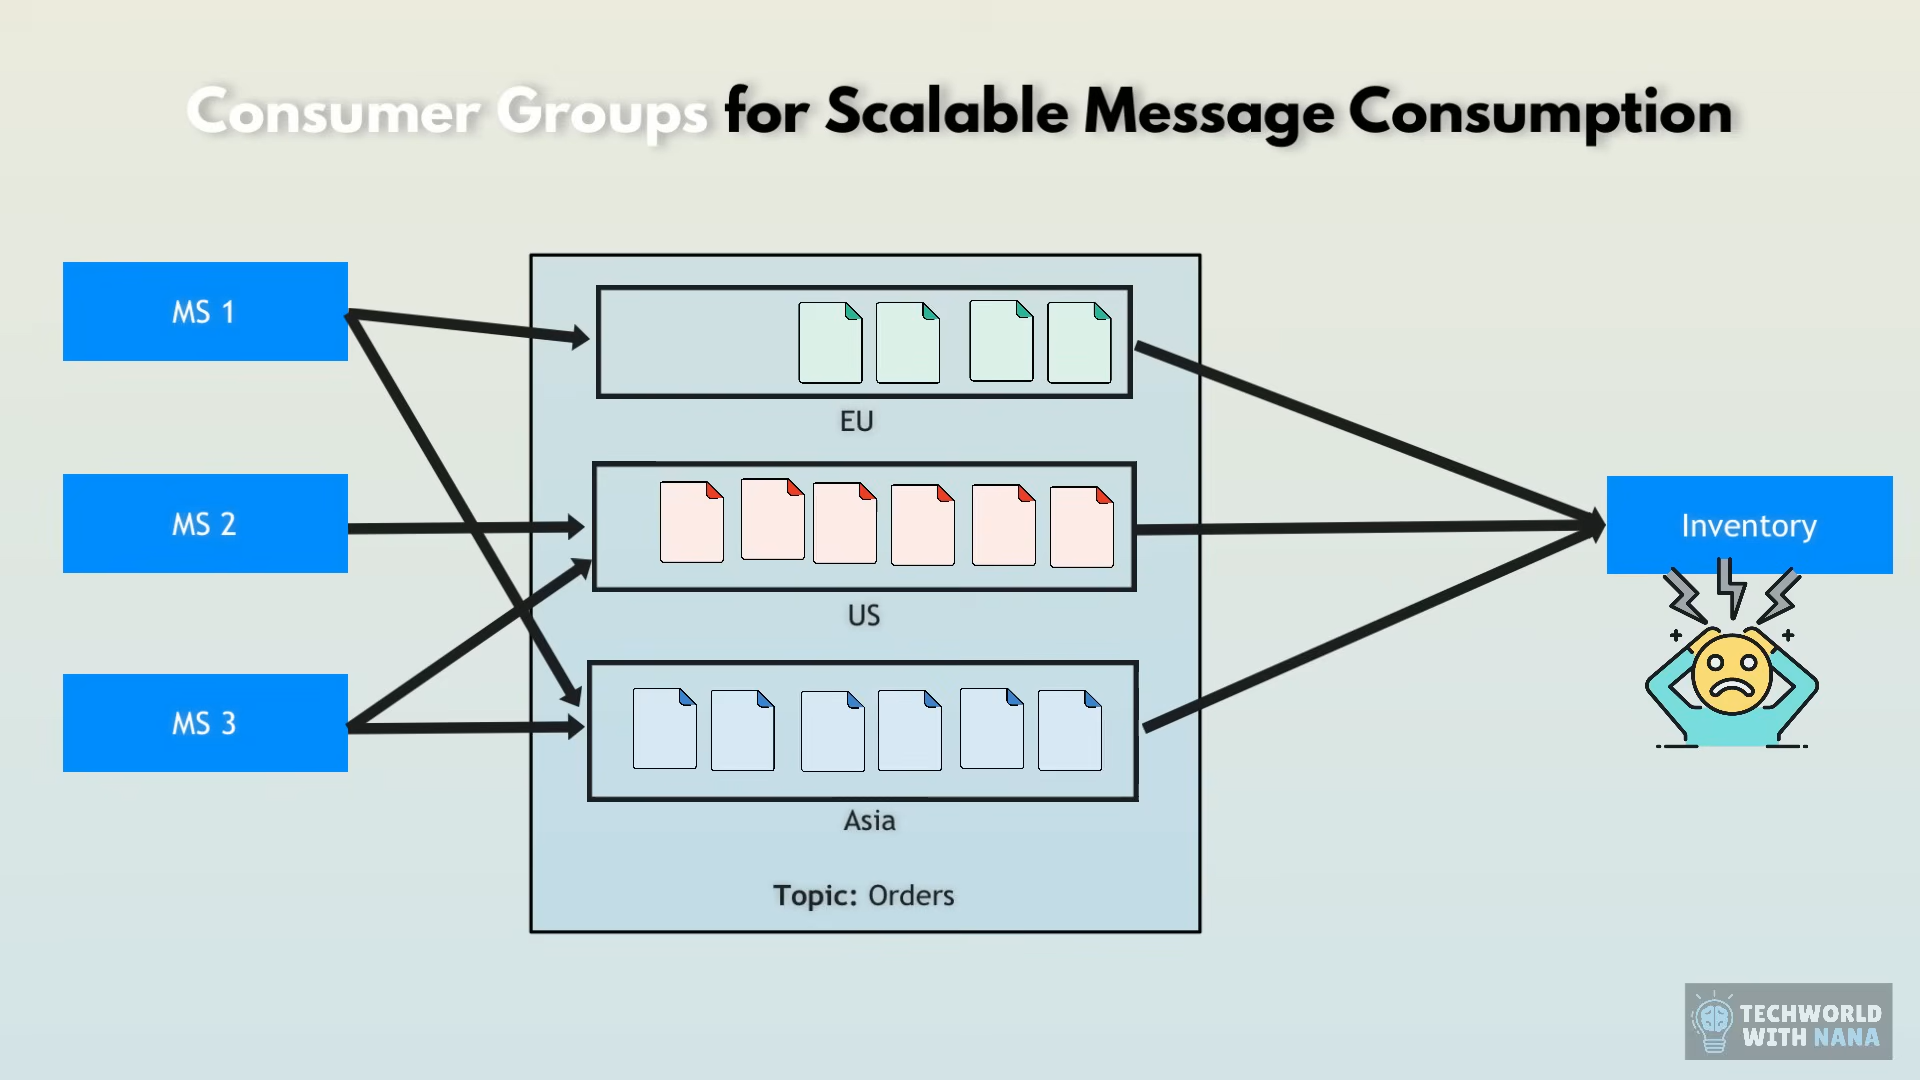 Consumer Groups for Scalable Message Consumption
MS 1
MS 2
MS 3
EU
US
Asia
Topic: Orders
Inventory
TECHWORLD
WITH NANA